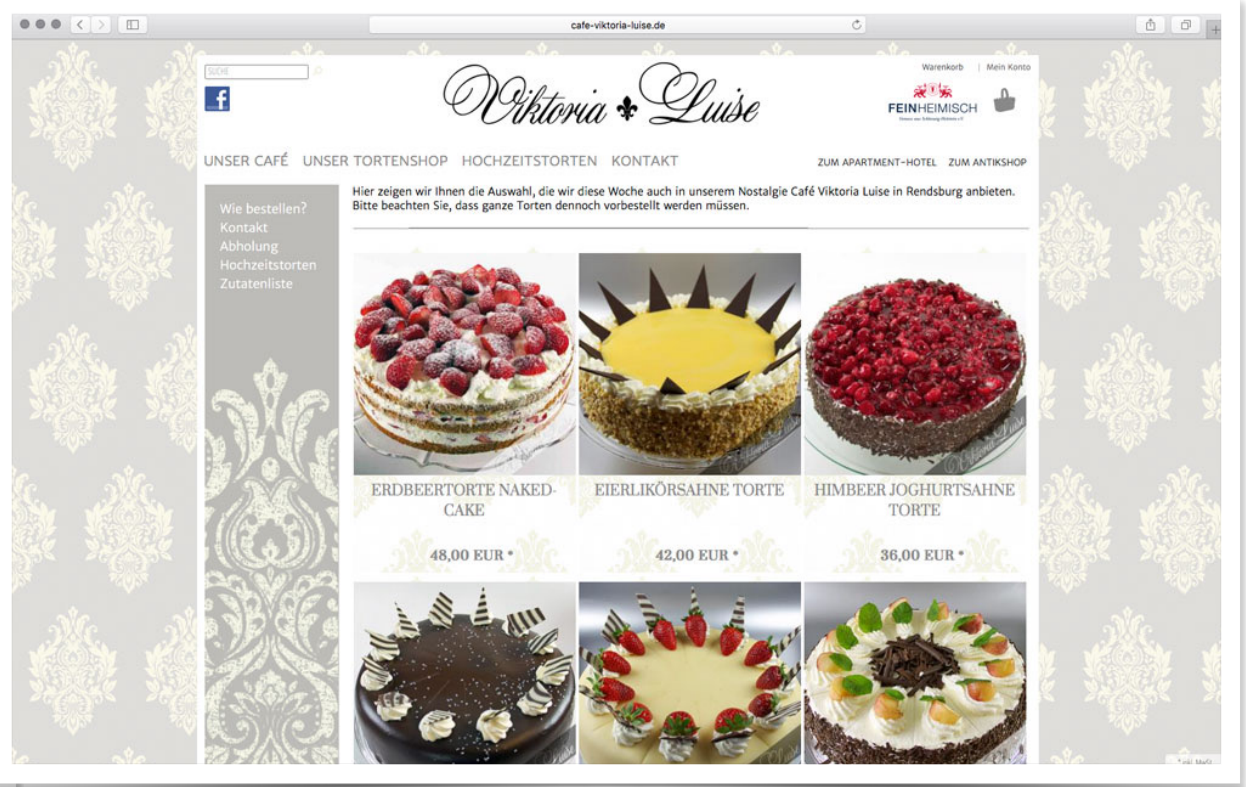 cafe-viktoria-luise.de
SUCHE
Warenkorb | Mein Konto
Viktoria Luise
FEINHEIMISCH
UNSER CAFÉ UNSER TORTENSHOP HOCHZEITSTORTEN KONTAKT
ZUM APARTMENT-HOTEL ZUM ANTIKSHOP
Wie bestellen?
Kontakt
Abholung
Hochzeitstorten
Zutatenliste
Hier zeigen wir Ihnen die Auswahl, die wir diese Woche auch in unserem Nostalgie Café Viktoria Luise in Rendsburg anbieten.
Bitte beachten Sie, dass ganze Torten dennoch vorbestellt werden müssen.
ERDBEERTORTE NAKED-
CAKE
48,00 EUR *
EIERLIKÖRSAHNE TORTE
42,00 EUR *
HIMBEER JOGHURTSAHNE
TORTE
36,00 EUR *
* inkl. MwSt.